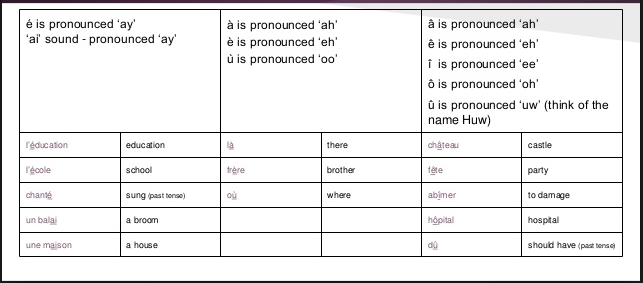 é is pronounced ‘ay’
‘ai’ sound - pronounced ‘ay’
à is pronounced ‘ah’
è is pronounced ‘eh’
ù is pronounced ‘oo’
â is pronounced ‘ah’
ê is pronounced ‘eh’
î  is pronounced ‘ee’
ô is pronounced ‘oh’
û is pronounced ‘uw’ (think of the
name Huw)
l’éducation education là there château castle
l’école school frère brother fête party
chanté sung (past tense) où where abîmer to damage
un balai a broom hôpital hospital
une maison a house dû should have (past tense)